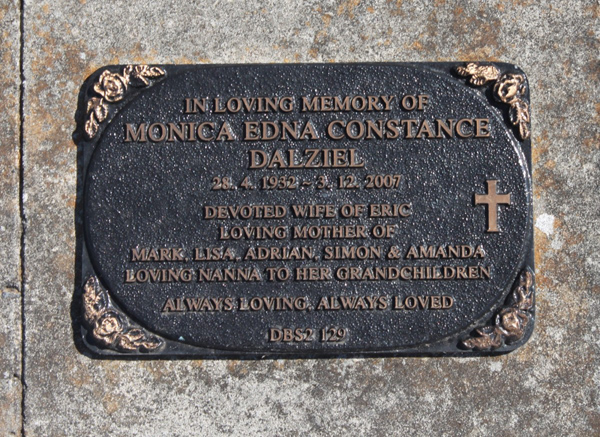 IN LOVING MEMORY OF
MONICA EDNA CONSTANCE
DALZIEL
28. 4. 1932 ~ 3. 12. 2007
DEVOTED WIFE OF ERIC
LOVING MOTHER OF
MARK, LISA, ADRIAN, SIMON & AMANDA
LOVING NANNA TO HER GRANDCHILDREN
ALWAYS LOVING, ALWAYS LOVED
DBS2 129